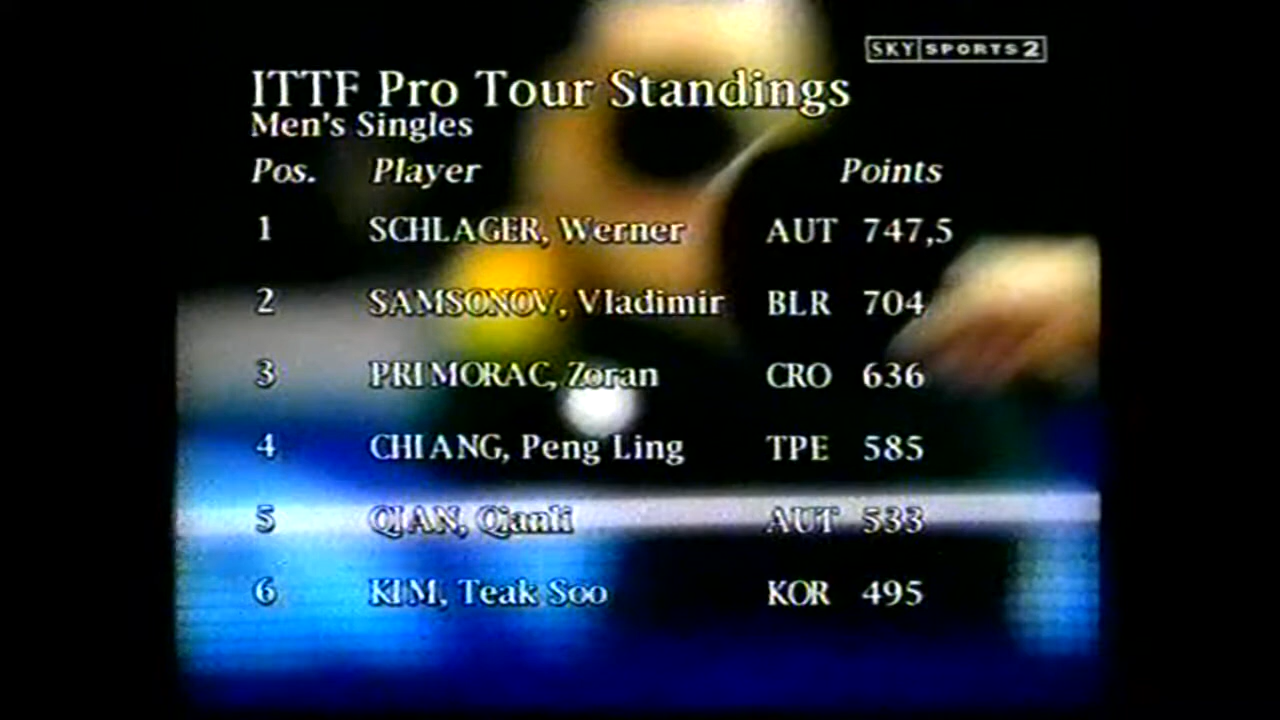 SKY SPORTS 2
ITTF Pro Tour Standings
Men's Singles
Pos. Player Points
1 SCHLAGER, Werner AUT 747,5
2 SAMSONOV, Vladimir BLR 704
3 PRIMORAC, Zoran CRO 636
4 CHIANG, Peng Ling TPE 585
5 QIAN, Qianli AUT 533
6 KIM, Teak Soo KOR 495